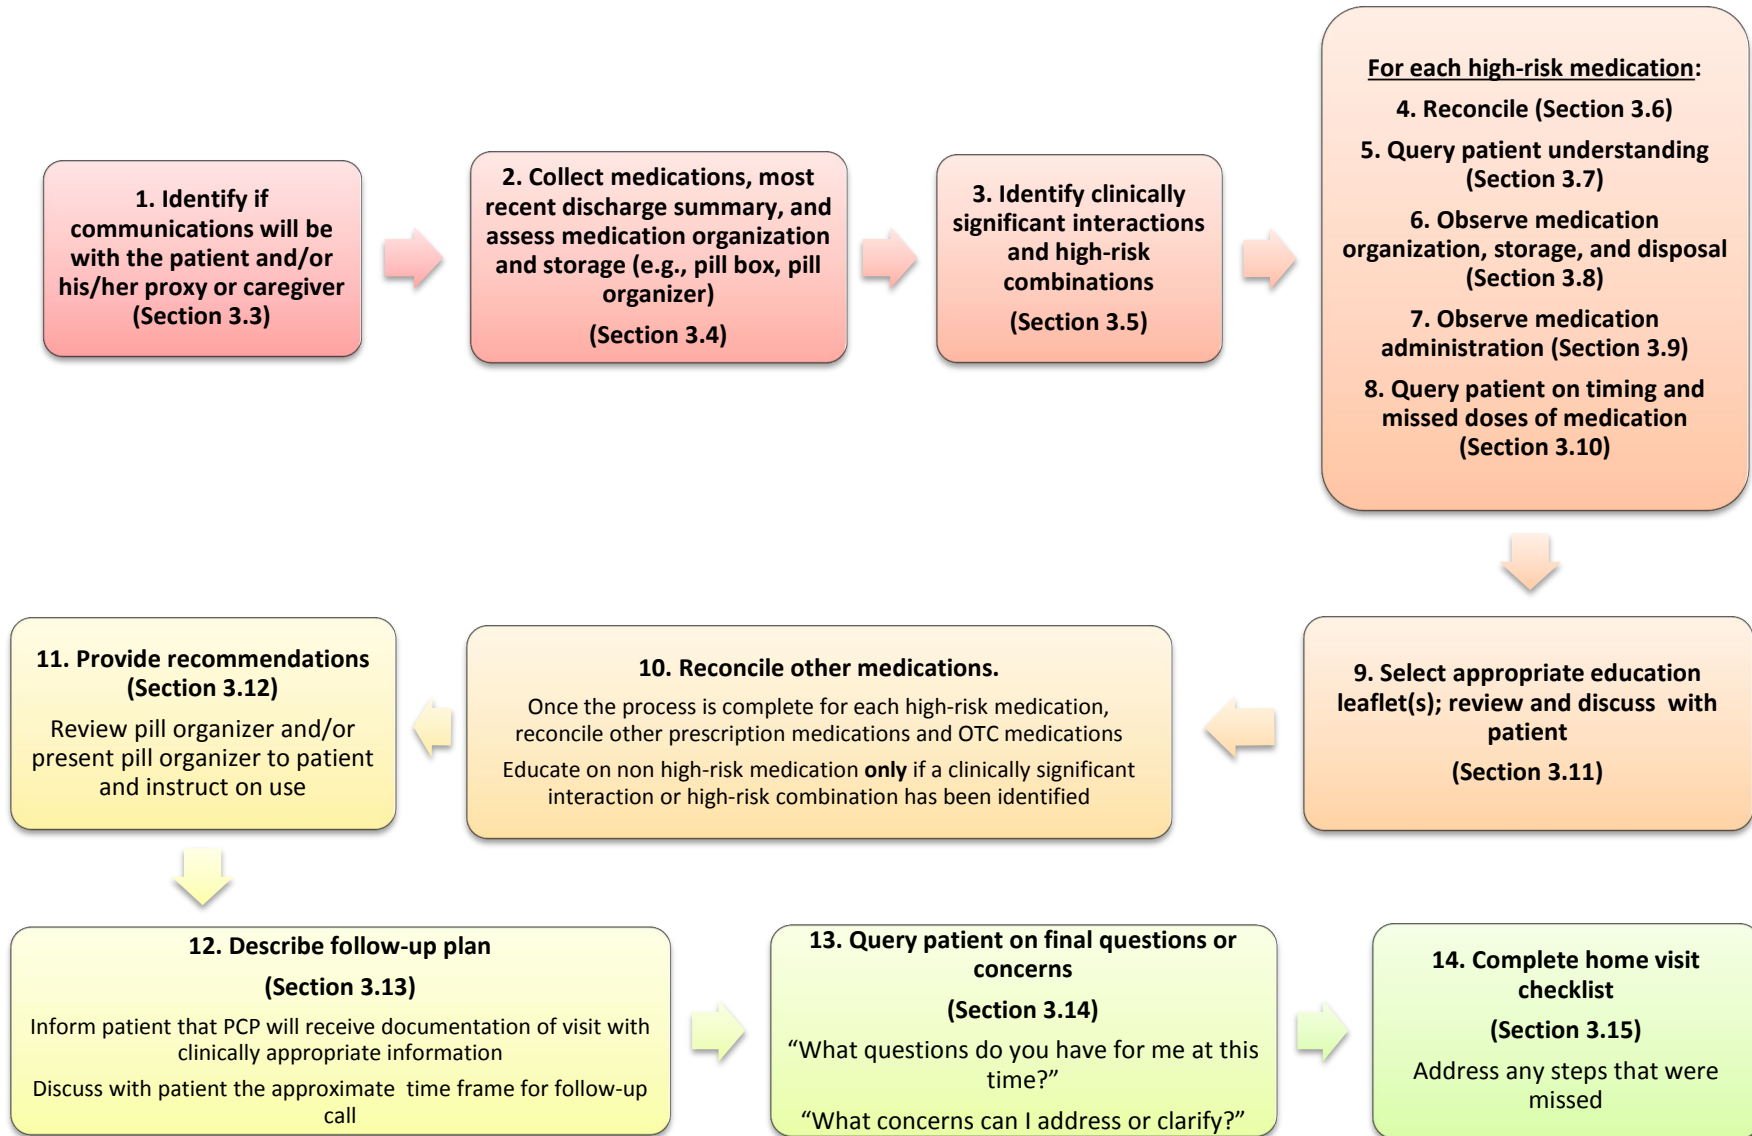 1. Identify if
communications will be
with the patient and/or
his/her proxy or caregiver
(Section 3.3)
2. Collect medications, most
recent discharge summary, and
assess medication organization
and storage (e.g., pill box, pill
organizer)
(Section 3.4)
3. Identify clinically
significant interactions
and high-risk
combinations
(Section 3.5)
For each high-risk medication:
4. Reconcile (Section 3.6)
5. Query patient understanding
(Section 3.7)
6. Observe medication
organization, storage, and disposal
(Section 3.8)
7. Observe medication
administration (Section 3.9)
8. Query patient on timing and
missed doses of medication
(Section 3.10)
9. Select appropriate education
leaflet(s); review and discuss with
patient
(Section 3.11)
10. Reconcile other medications.
Once the process is complete for each high-risk medication,
reconcile other prescription medications and OTC medications
Educate on non high-risk medication only if a clinically significant
interaction or high-risk combination has been identified
11. Provide recommendations
(Section 3.12)
Review pill organizer and/or
present pill organizer to patient
and instruct on use
12. Describe follow-up plan
(Section 3.13)
Inform patient that PCP will receive documentation of visit with
clinically appropriate information
Discuss with patient the approximate time frame for follow-up
call
13. Query patient on final questions or
concerns
(Section 3.14)
“What questions do you have for me at this
time?”
“What concerns can I address or clarify?”
14. Complete home visit
checklist
(Section 3.15)
Address any steps that were
missed